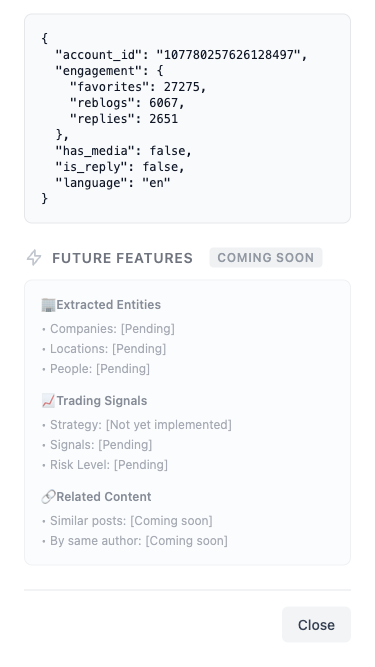 {
  "account_id": "107780257626128497",
  "engagement": {
    "favorites": 27275,
    "reblogs": 6067,
    "replies": 2651
  },
  "has_media": false,
  "is_reply": false,
  "language": "en"
}
FUTURE FEATURES COMING SOON
🏢Extracted Entities
• Companies: [Pending]
• Locations: [Pending]
• People: [Pending]
📈Trading Signals
• Strategy: [Not yet implemented]
• Signals: [Pending]
• Risk Level: [Pending]
🔗Related Content
• Similar posts: [Coming soon]
• By same author: [Coming soon]
Close